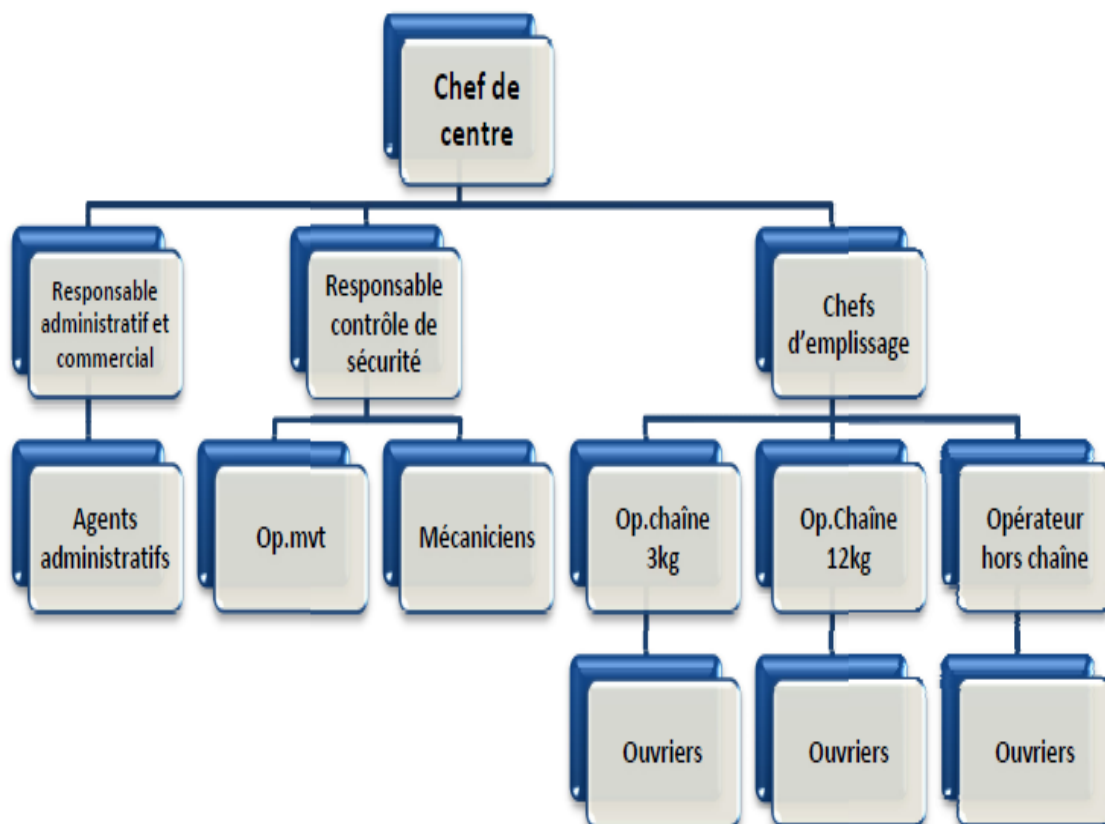 Chef de
centre
Responsable
administratif et
commercial
Responsable
contrôle de
sécurité
Chefs
d'emplissage
Agents
administratifs
Op.mvt
Mécaniciens
Op.chaîne
3kg
Op.Chaîne
12kg
Opérateur
hors chaîne
Ouvriers
Ouvriers
Ouvriers